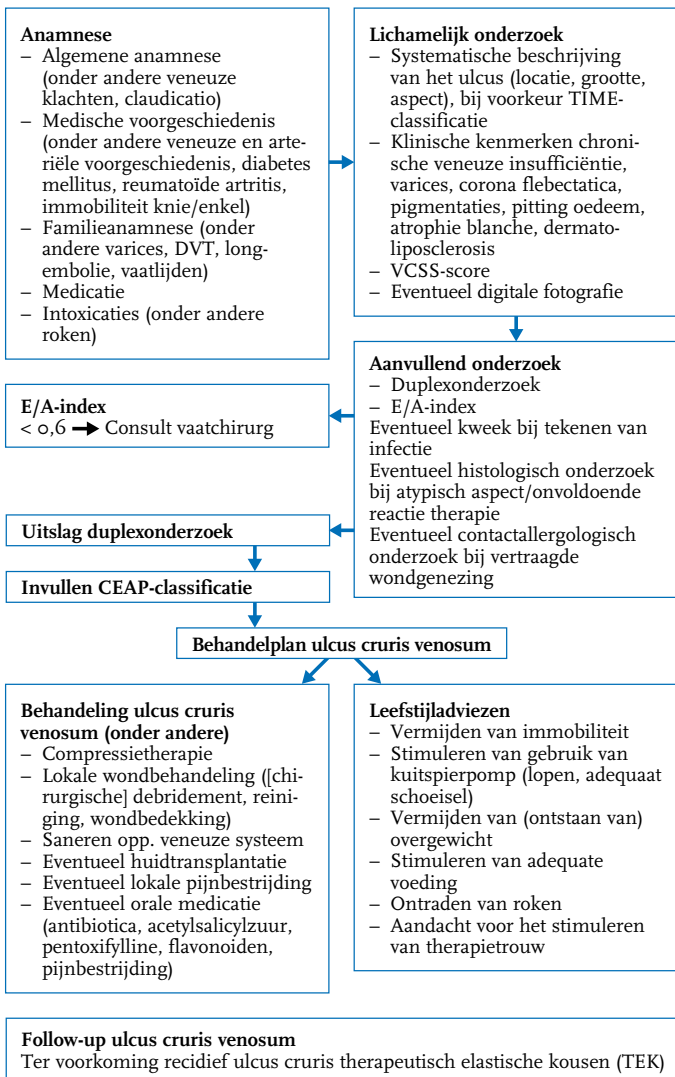 Anamnese
– Algemene anamnese
(onder andere veneuze
klachten, claudicatio)
– Medische voorgeschiedenis
(onder andere veneuze en arte-
riële voorgeschiedenis, diabetes
mellitus, reumatoïde artritis,
immobiliteit knie/enkel)
– Familieanamnese (onder
andere varices, DVT, long-
embolie, vaatlijden)
– Medicatie
– Intoxicaties (onder andere
roken)
Lichamelijk onderzoek
– Systematische beschrijving
van het ulcus (locatie, grootte,
aspect), bij voorkeur TIME-
classificatie
– Klinische kenmerken chroni-
sche veneuze insufficiëntie,
varices, corona flebectatica,
pigmentaties, pitting oedeem,
atrophie blanche, dermato-
liposclerosis
– VCSS-score
– Eventueel digitale fotografie
Aanvullend onderzoek
– Duplexonderzoek
– E/A-index
Eventueel kweek bij tekenen van
infectie
Eventueel histologisch onderzoek
bij atypisch aspect/onvoldoende
reactie therapie
Eventueel contactallergologisch
onderzoek bij vertraagde
wondgenezing
E/A-index
< 0,6 → Consult vaatchirurg
Uitslag duplexonderzoek
Invullen CEAP-classificatie
Behandelplan ulcus cruris venosum
Behandeling ulcus cruris
venosum (onder andere)
– Compressietherapie
– Lokale wondbehandeling ([chi-
rurgische] debridement, reini-
ging, wondbedekking)
– Saneren opp. veneuze systeem
– Eventueel huidtransplantatie
– Eventueel lokale pijnbestrijding
– Eventueel orale medicatie
(antibiotica, acetylsalicylzuur,
pentoxifylline, flavonoiden,
pijnbestrijding)
Leefstijladviezen
– Vermijden van immobiliteit
– Stimuleren van gebruik van
kuitspierpomp (lopen, adequaat
schoeisel)
– Vermijden van (ontstaan van)
overgewicht
– Stimuleren van adequate
voeding
– Ontraden van roken
– Aandacht voor het stimuleren
van therapietrouw
Follow-up ulcus cruris venosum
Ter voorkoming recidief ulcus cruris therapeutisch elastische kousen (TEK)